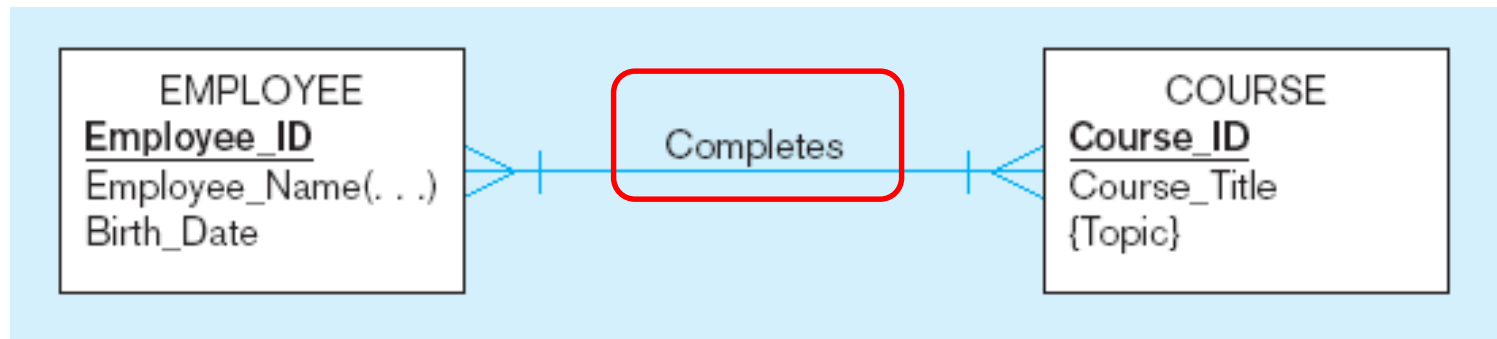 EMPLOYEE
Employee_ID
Employee_Name(. . .)
Birth_Date
Completes
COURSE
Course_ID
Course_Title
{Topic}